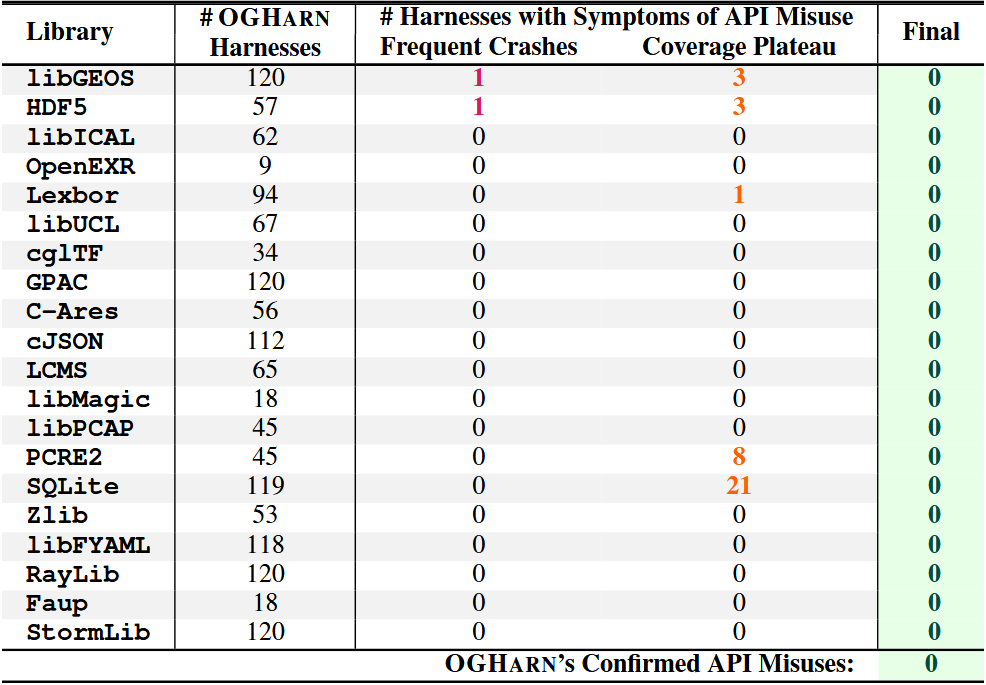 Library # OGHARN Harnesses # Harnesses with Symptoms of API Misuse Final
Frequent Crashes Coverage Plateau
libGEOS 120 1 3 0
HDF5 57 1 3 0
libICAL 62 0 0 0
OpenEXR 9 0 0 0
Lexbor 94 0 1 0
libUCL 67 0 0 0
cglTF 34 0 0 0
GPAC 120 0 0 0
C-Ares 56 0 0 0
cJSON 112 0 0 0
LCMS 65 0 0 0
libMagic 18 0 0 0
libPCAP 45 0 0 0
PCRE2 45 0 8 0
SQLite 119 0 21 0
Zlib 53 0 0 0
libFYAML 118 0 0 0
RayLib 120 0 0 0
Faup 18 0 0 0
StormLib 120 0 0 0
OGHARN's Confirmed API Misuses: 0